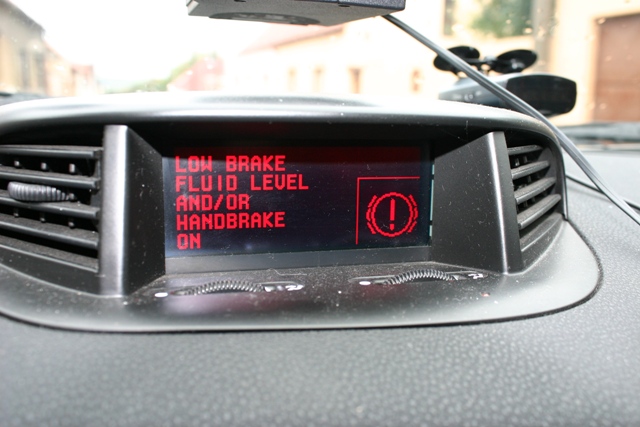 LOW BRAKE
FLUID LEVEL
AND/OR
HANDBRAKE
ON